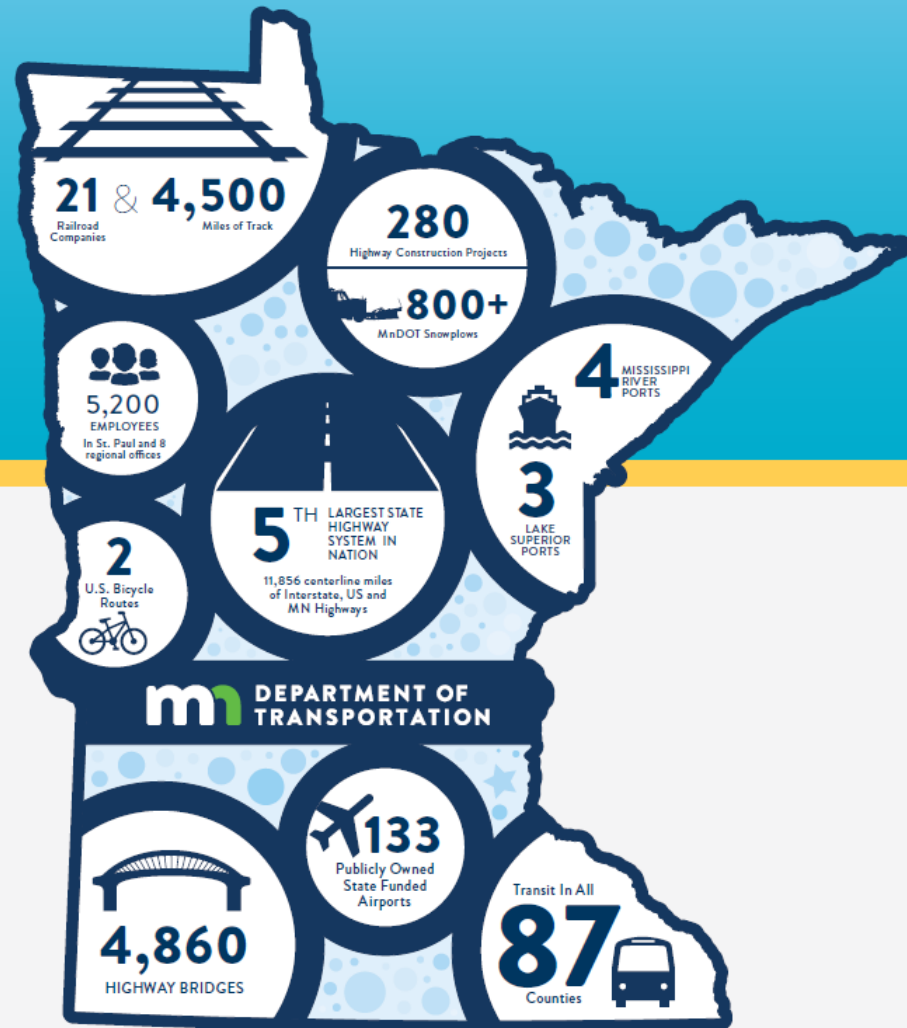 21 & 4,500
Railroad
Companies
Miles of Track
280
Highway Construction Projects
800+
MnDOT Snowplows
4 MISSISSIPPI
RIVER
PORTS
3
LAKE
SUPERIOR
PORTS
5,200
EMPLOYEES
In St. Paul and 8
regional offices
5TH LARGEST STATE
HIGHWAY
SYSTEM IN
NATION
11,856 centerline miles
of Interstate, US and
MN Highways
2
U.S. Bicycle
Routes
mn DEPARTMENT OF
TRANSPORTATION
4,860
HIGHWAY BRIDGES
133
Publicly Owned
State Funded
Airports
Transit In All
87
Counties